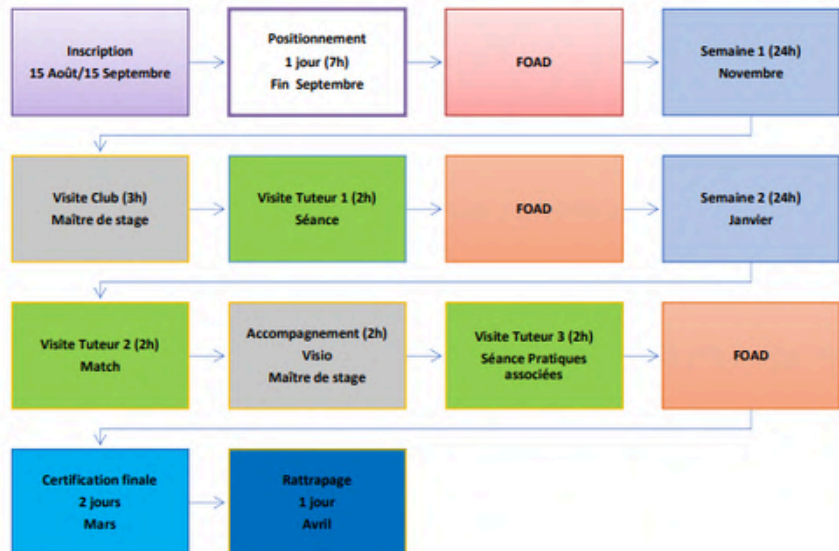 Inscription
15 Août/15 Septembre
Positionnement
1 jour (7h)
Fin Septembre
FOAD
Semaine 1 (24h)
Novembre
Visite Club (3h)
Maître de stage
Visite Tuteur 1 (2h)
Séance
FOAD
Semaine 2 (24h)
Janvier
Visite Tuteur 2 (2h)
Match
Accompagnement (2h)
Visio
Maître de stage
Visite Tuteur 3 (2h)
Séance Pratiques
associées
FOAD
Certification finale
2 jours
Mars
Rattrapage
1 jour
Avril